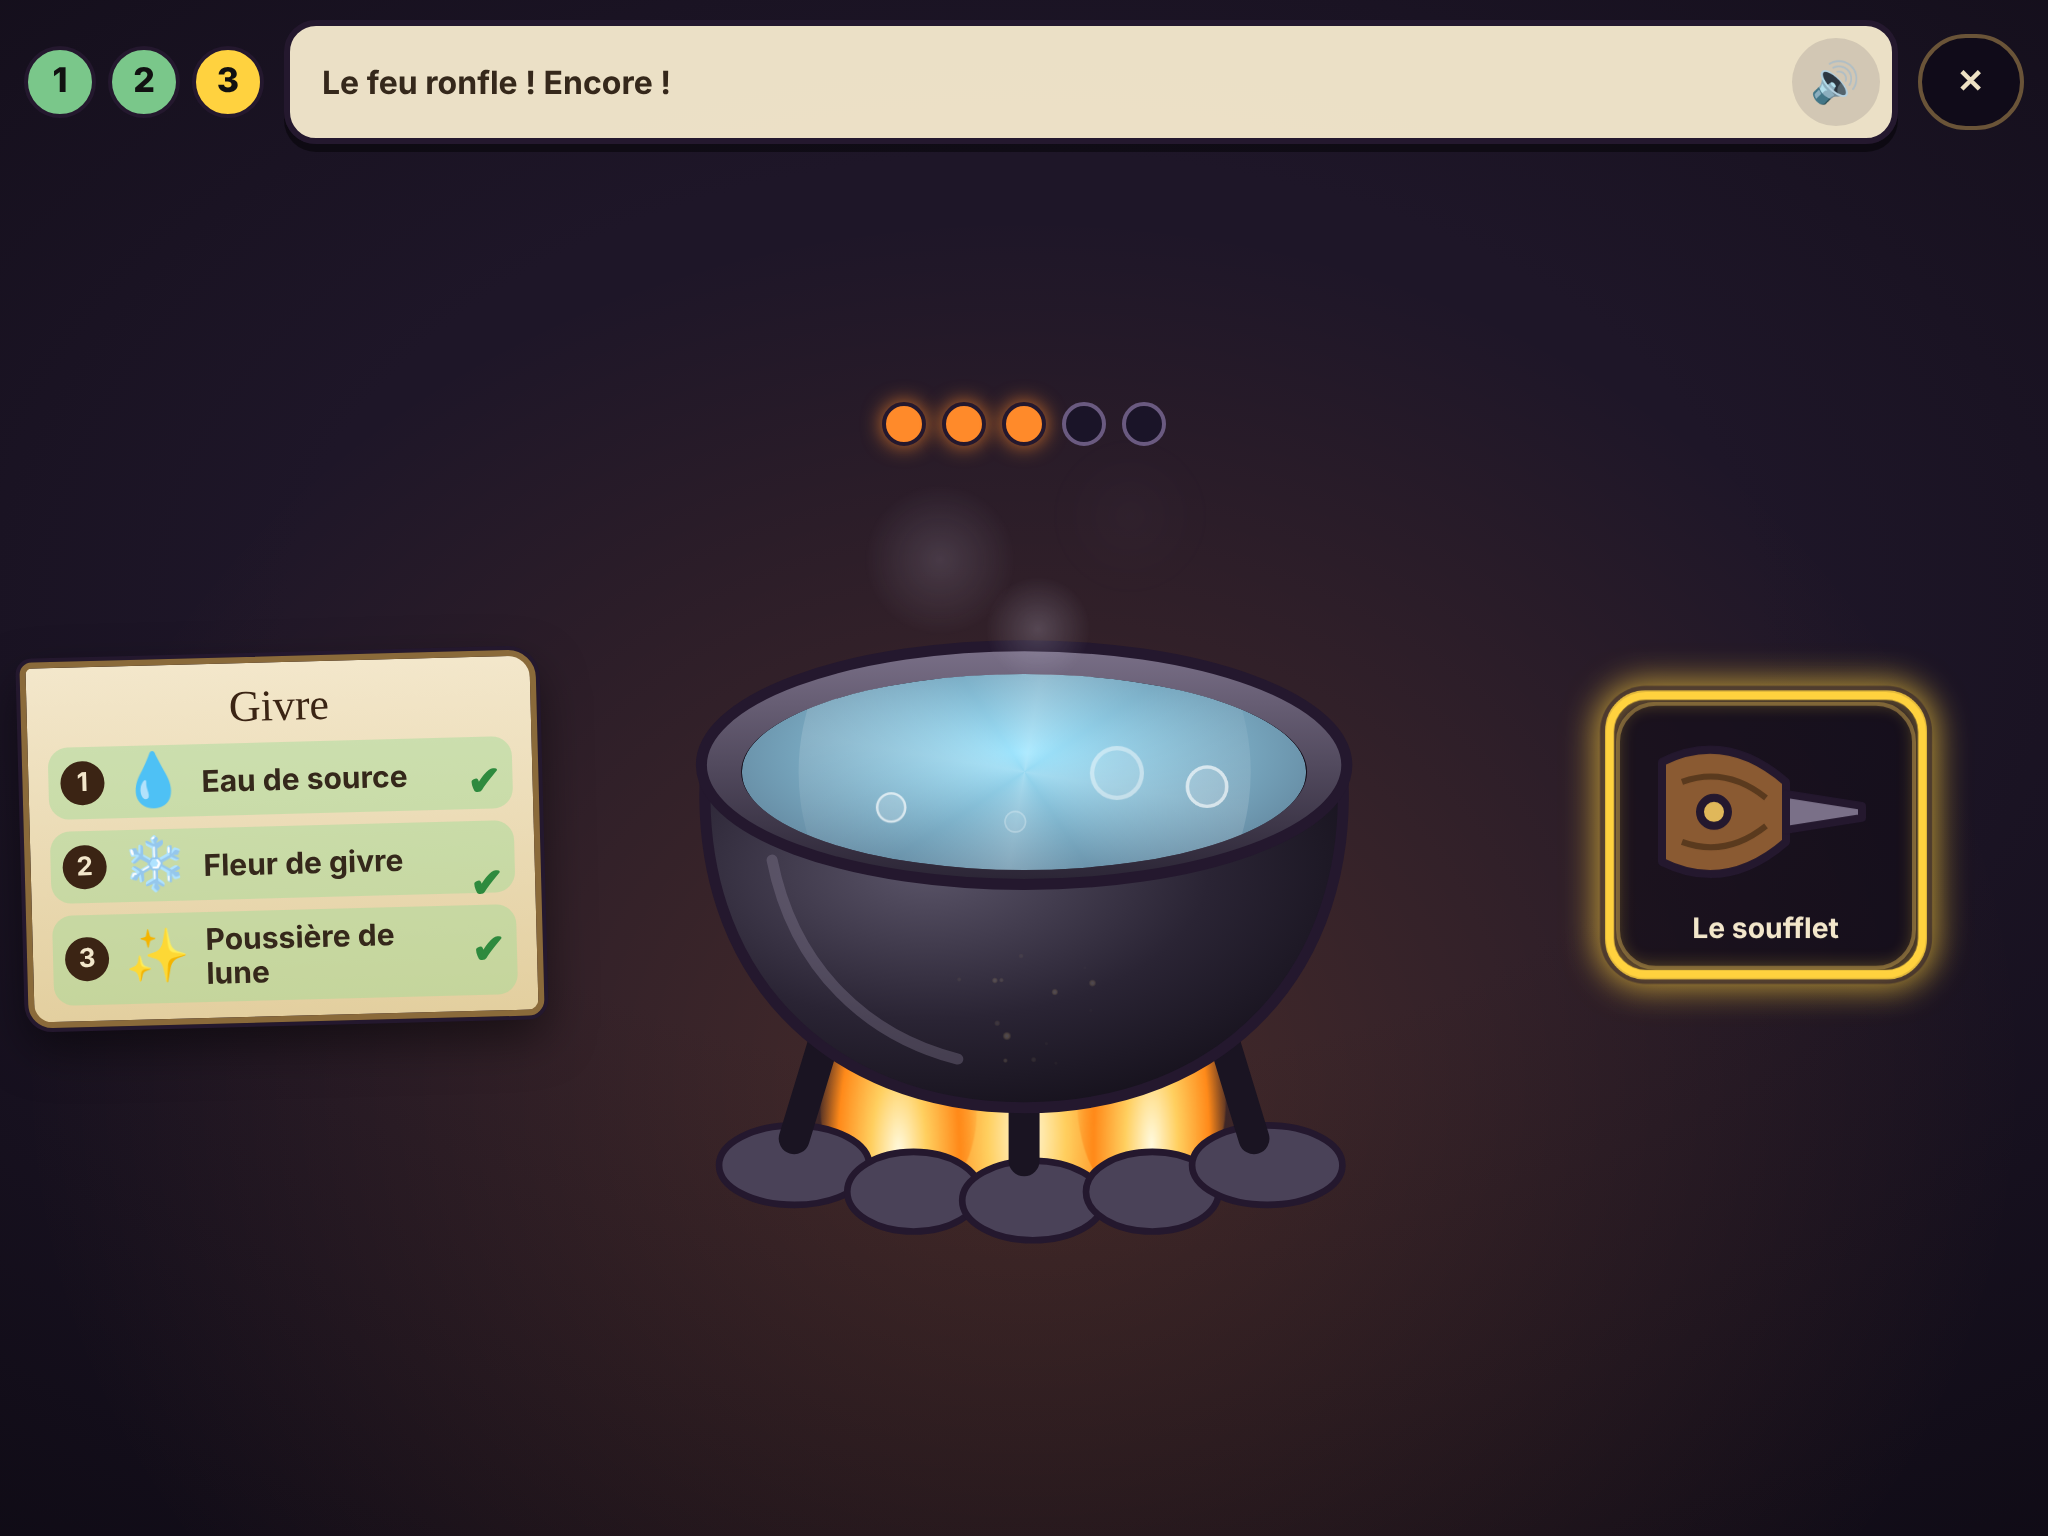 1 2 3
Le feu ronfle ! Encore !
×
Givre
1 Eau de source ✔
2 Fleur de givre ✔
3 Poussière de
lune ✔
Le soufflet